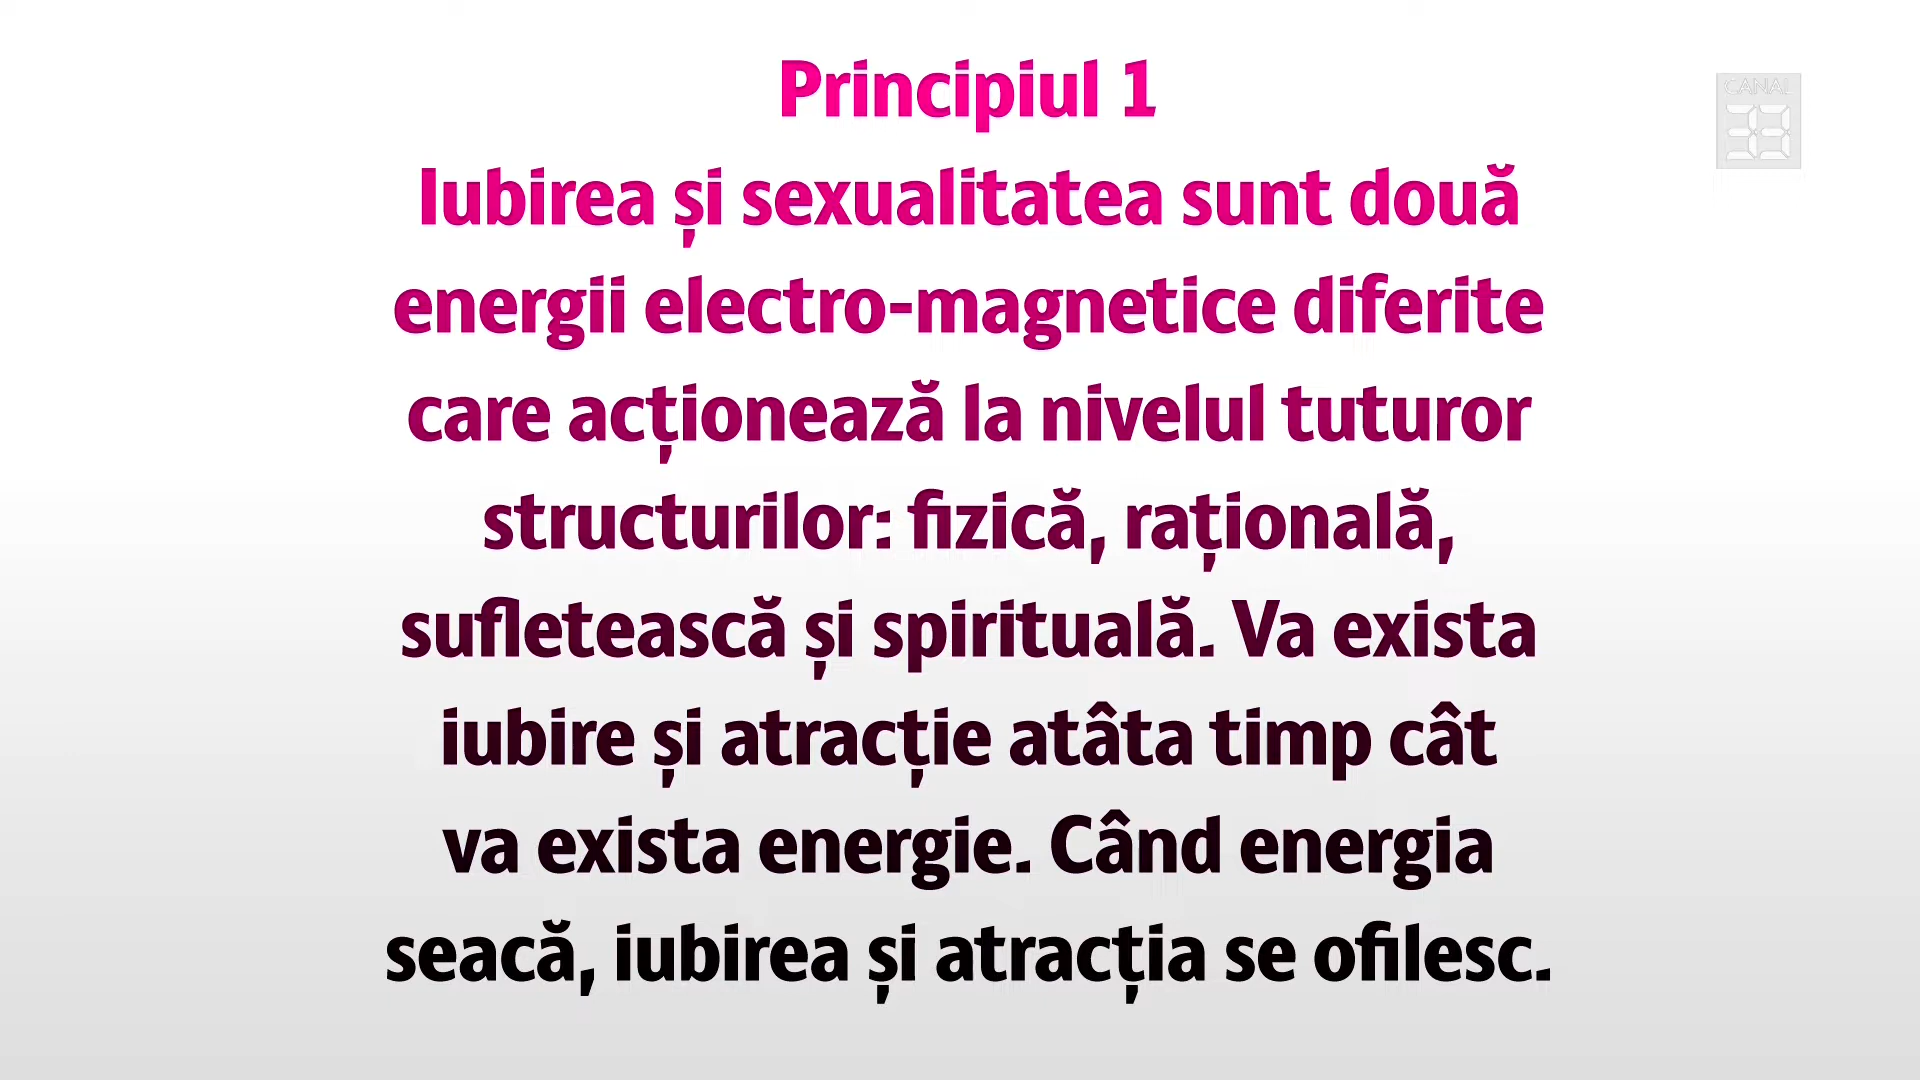 Principiul 1
Iubirea și sexualitatea sunt două
energii electro-magnetice diferite
care acționează la nivelul tuturor
structurilor: fizică, rațională,
sufletească și spirituală. Va exista
iubire și atracție atâta timp cât
va exista energie. Când energia
seacă, iubirea și atracția se ofilesc.
CANAL
33